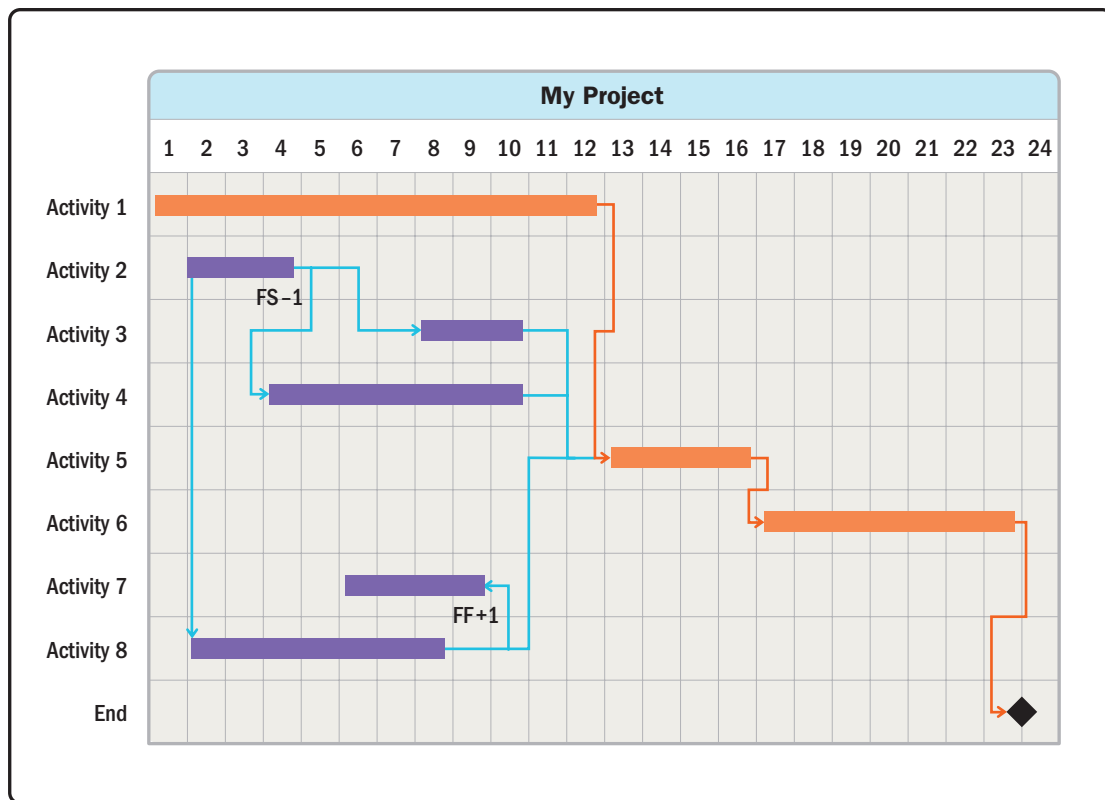 My Project
1 2 3 4 5 6 7 8 9 10 11 12 13 14 15 16 17 18 19 20 21 22 23 24
Activity 1
Activity 2
FS–1
Activity 3
Activity 4
Activity 5
Activity 6
Activity 7
FF+1
Activity 8
End